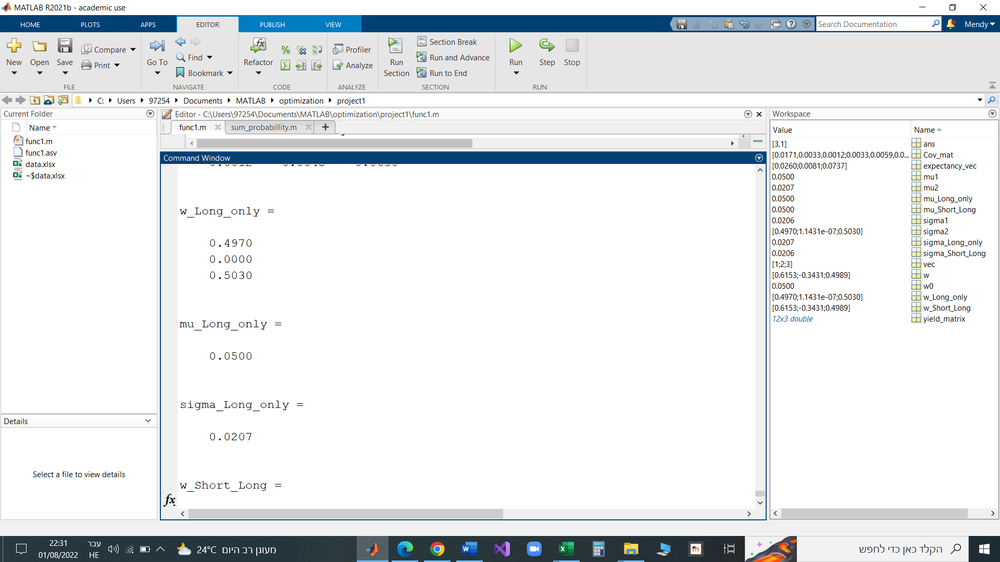 MATLAB R2021b - academic use
HOME PLOTS APPS EDITOR PUBLISH VIEW
Search Documentation
Mendy
New Open Save
Compare
Print
FILE
Go To
Find
Bookmark
NAVIGATE
Refactor
CODE
Profiler
Analyze
ANALYZE
Run Section
Section Break
Run and Advance
Run to End
SECTION
Run Step Stop
RUN
C: Users 97254 Documents MATLAB optimization project1
Current Folder
Name
func1.m
func1.asv
data.xlsx
~$data.xlsx
Details
Select a file to view details
Editor - C:\Users\97254\Documents\MATLAB\optimization\project1\func1.m
func1.m
sum_probabillity.m
Command Window
w_Long_only =
0.4970
0.0000
0.5030
mu_Long_only =
0.0500
sigma_Long_only =
0.0207
w_Short_Long =
fx
Workspace
Value Name
[3,1] ans
[0.0171,0.0033,0.0012;0.0033,0.0059,0.0... Cov_mat
[0.0260;0.0081;0.0737] expectancy_vec
0.0500 mu1
0.0207 mu2
0.0500 mu_Long_only
0.0500 mu_Short_Long
0.0206 sigma1
[0.4970;1.1431e-07;0.5030] sigma2
0.0207 sigma_Long_only
0.0206 sigma_Short_Long
[1;2;3] vec
[0.6153;-0.3431;0.4989] w
0.0500 w0
[0.4970;1.1431e-07;0.5030] w_Long_only
[0.6153;-0.3431;0.4989] w_Short_Long
12x3 double yield_matrix
22:31
01/08/2022
עבר
HE
24°C מעונן רב היום
הקלד כאן כדי לחפש